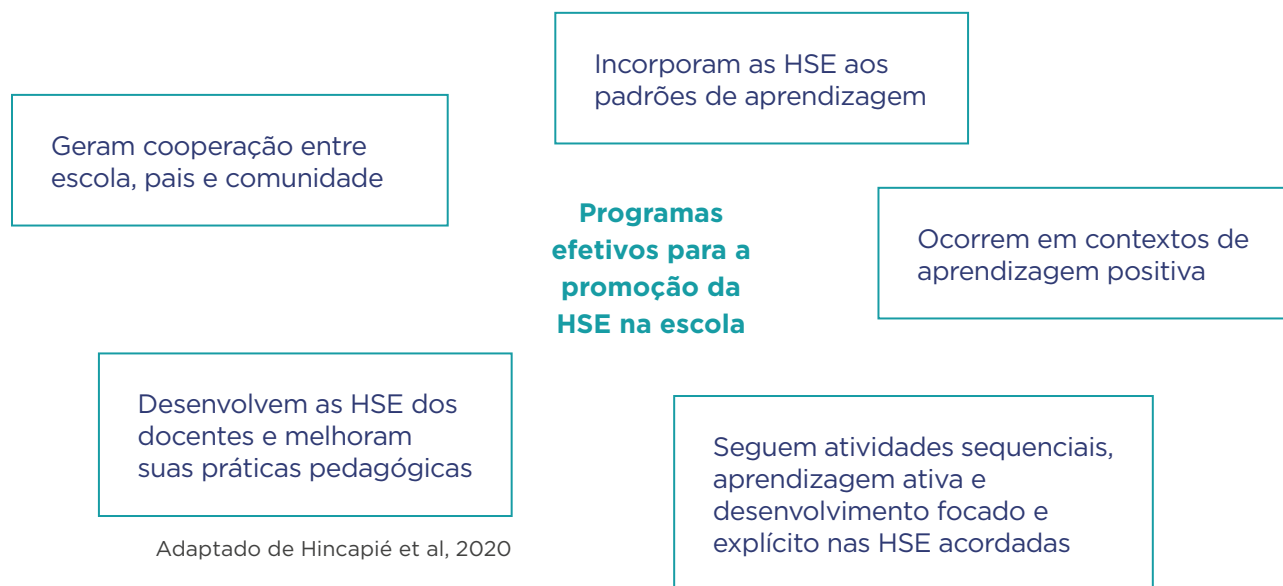 Incorporam as HSE aos
padrões de aprendizagem
Geram cooperação entre
escola, pais e comunidade
Programas
efetivos para a
promoção da
HSE na escola
Ocorrem em contextos de
aprendizagem positiva
Desenvolvem as HSE dos
docentes e melhoram
suas práticas pedagógicas
Seguem atividades sequenciais,
aprendizagem ativa e
desenvolvimento focado e
explícito nas HSE acordadas
Adaptado de Hincapié et al, 2020